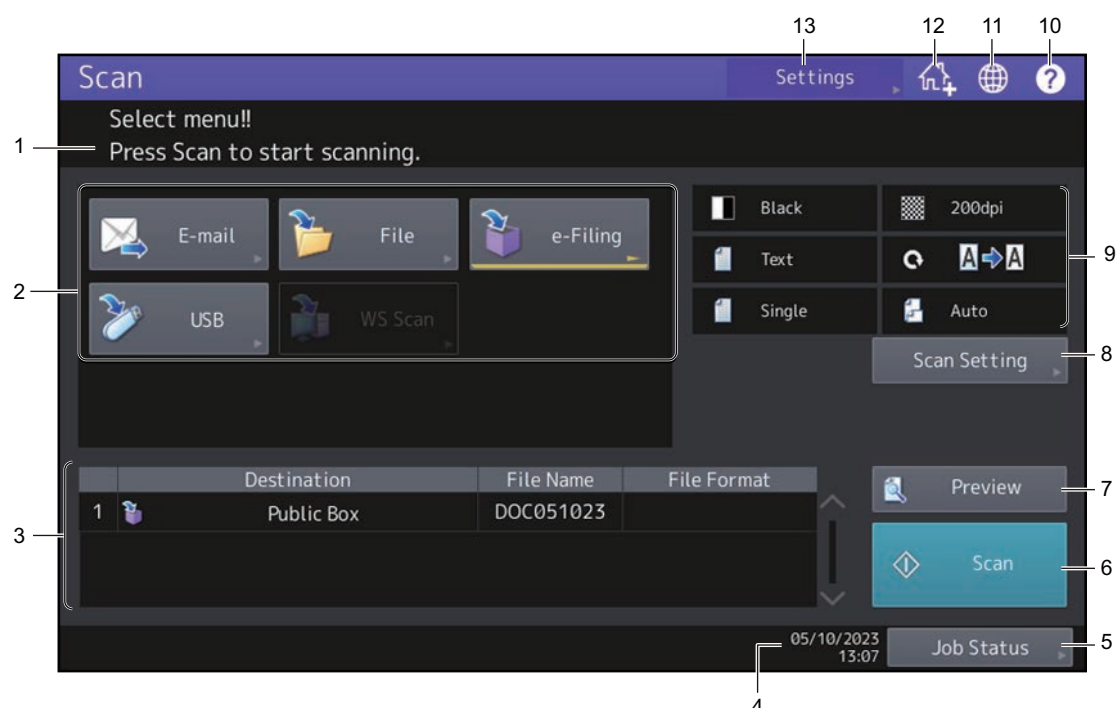 13 12 11 10
Scan Settings ?
Select menu!!
1 Press Scan to start scanning.
2
E-mail File e-Filing
USB WS Scan
Black 200dpi
Text A A
Single Auto
9
Scan Setting 8
3
Destination File Name File Format
1 Public Box DOC051023
Preview 7
Scan 6
05/10/2023
13:07
4
Job Status 5